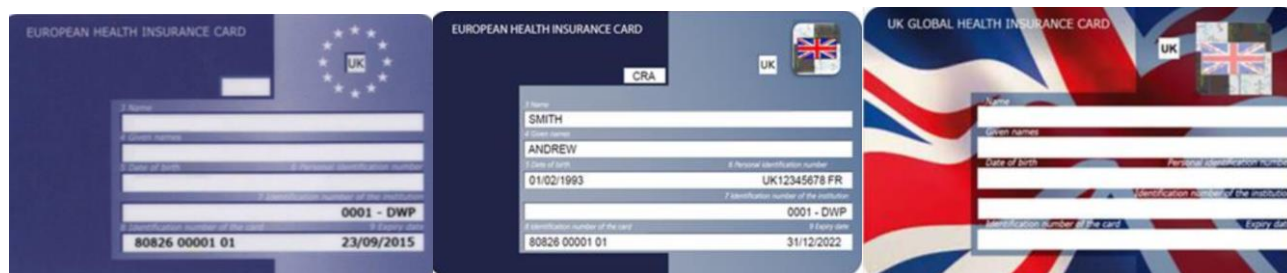 EUROPEAN HEALTH INSURANCE CARD
UK
3 Name
4 Given names
5 Date of birth 6 Personal identification number
7 Identification number of the institution
0001 - DWP
8 Identification number of the card 9 Expiry date
80826 00001 01 23/09/2015
EUROPEAN HEALTH INSURANCE CARD
UK
CRA
3 Name
SMITH
4 Given names
ANDREW
5 Date of birth 6 Personal identification number
01/02/1993 UK12345678 FR
7 Identification number of the institution
0001 - DWP
8 Identification number of the card 9 Expiry date
80826 00001 01 31/12/2022
UK GLOBAL HEALTH INSURANCE CARD
UK
Name
Given names
Date of birth Personal identification numbe
Identification number of the institutio
Identification number of the card Expiry dat